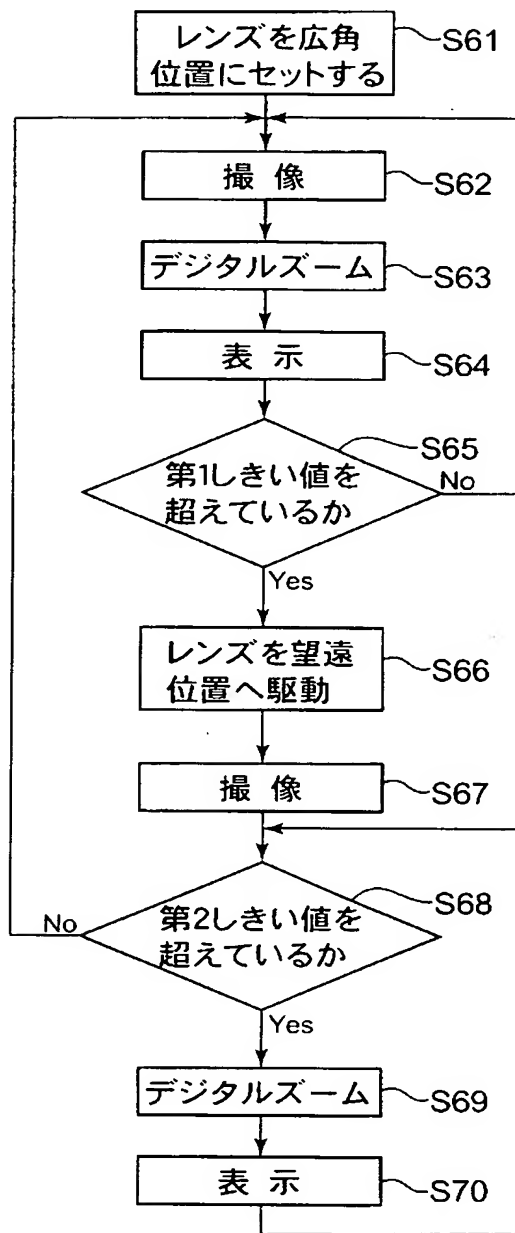 レンズを広角
位置にセットする
S61
撮 像
S62
デジタルズーム
S63
表 示
S64
第1しきい値を
超えているか
S65
No
Yes
レンズを望遠
位置へ駆動
S66
撮 像
S67
第2しきい値を
超えているか
S68
No
Yes
デジタルズーム
S69
表 示
S70